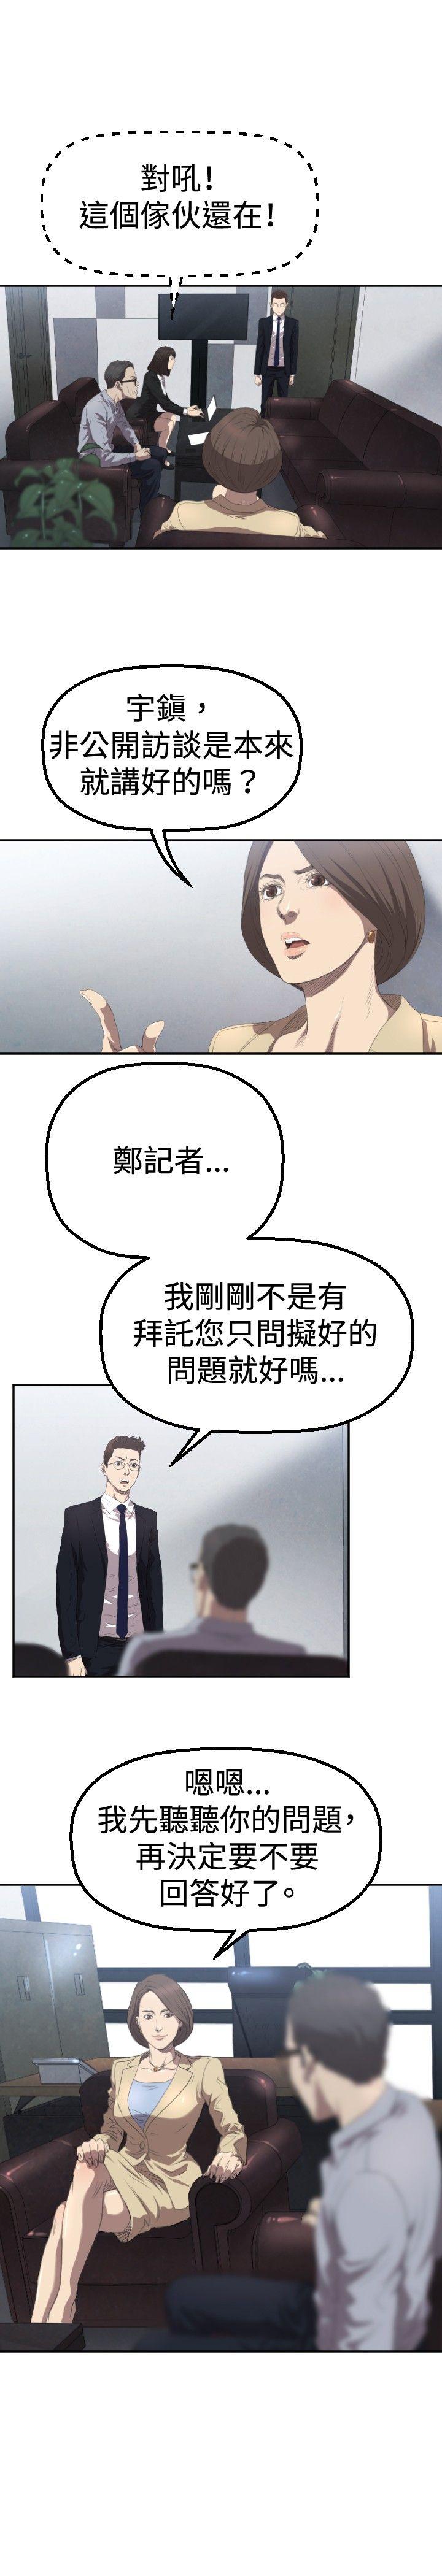 對吼！
這個傢伙還在！
宇鎭，
非公開訪談是本來
就講好的嗎？
鄭記者...
我剛剛不是有
拜託您只問擬好的
問題就好嗎...
嗯嗯...
我先聽聽你的問題，
再決定要不要
回答好了。